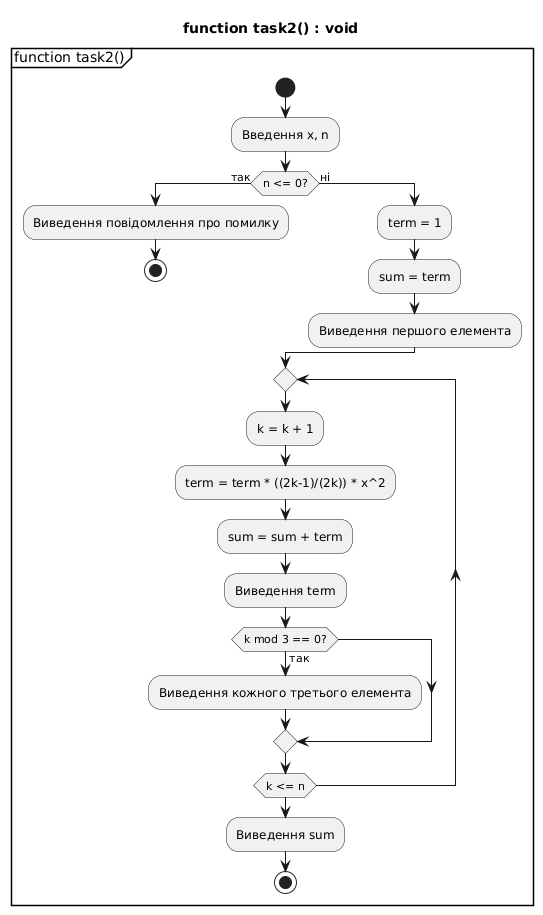 function task2() : void
function task2()
Введення x, n
так
n <= 0?
ні
Виведення повідомлення про помилку
term = 1
sum = term
Виведення першого елемента
k = k + 1
term = term * ((2k-1)/(2k)) * x^2
sum = sum + term
Виведення term
k mod 3 == 0?
так
Виведення кожного третього елемента
k <= n
Виведення sum